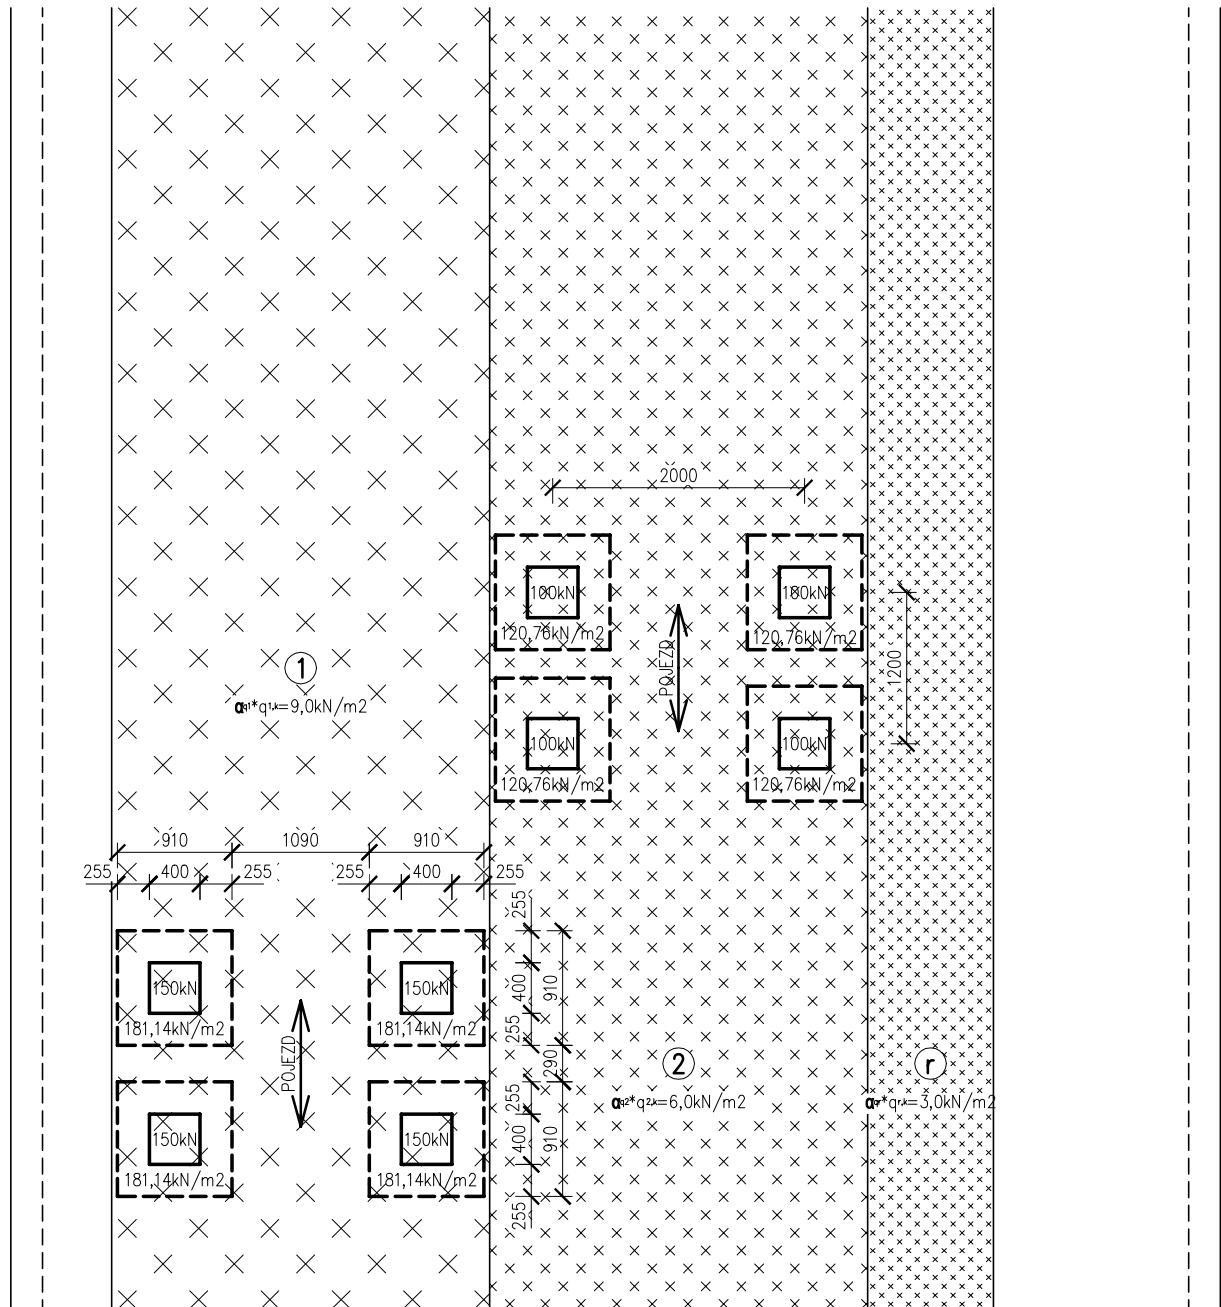 2000
100kN
100kN
120,76kN/m2
120,76kN/m2
POJEZD
1200
1
αq1*q1,k=9,0kN/m2
100kN
100kN
120,76kN/m2
120,76kN/m2
910
1090
910
255
400
255
255
400
255
255
400
910
150kN
150kN
181,14kN/m2
181,14kN/m2
255
290
POJEZD
2
r
255
αq2*q2,k=6,0kN/m2
αqr*qr,k=3,0kN/m2
400
910
150kN
150kN
181,14kN/m2
181,14kN/m2
255